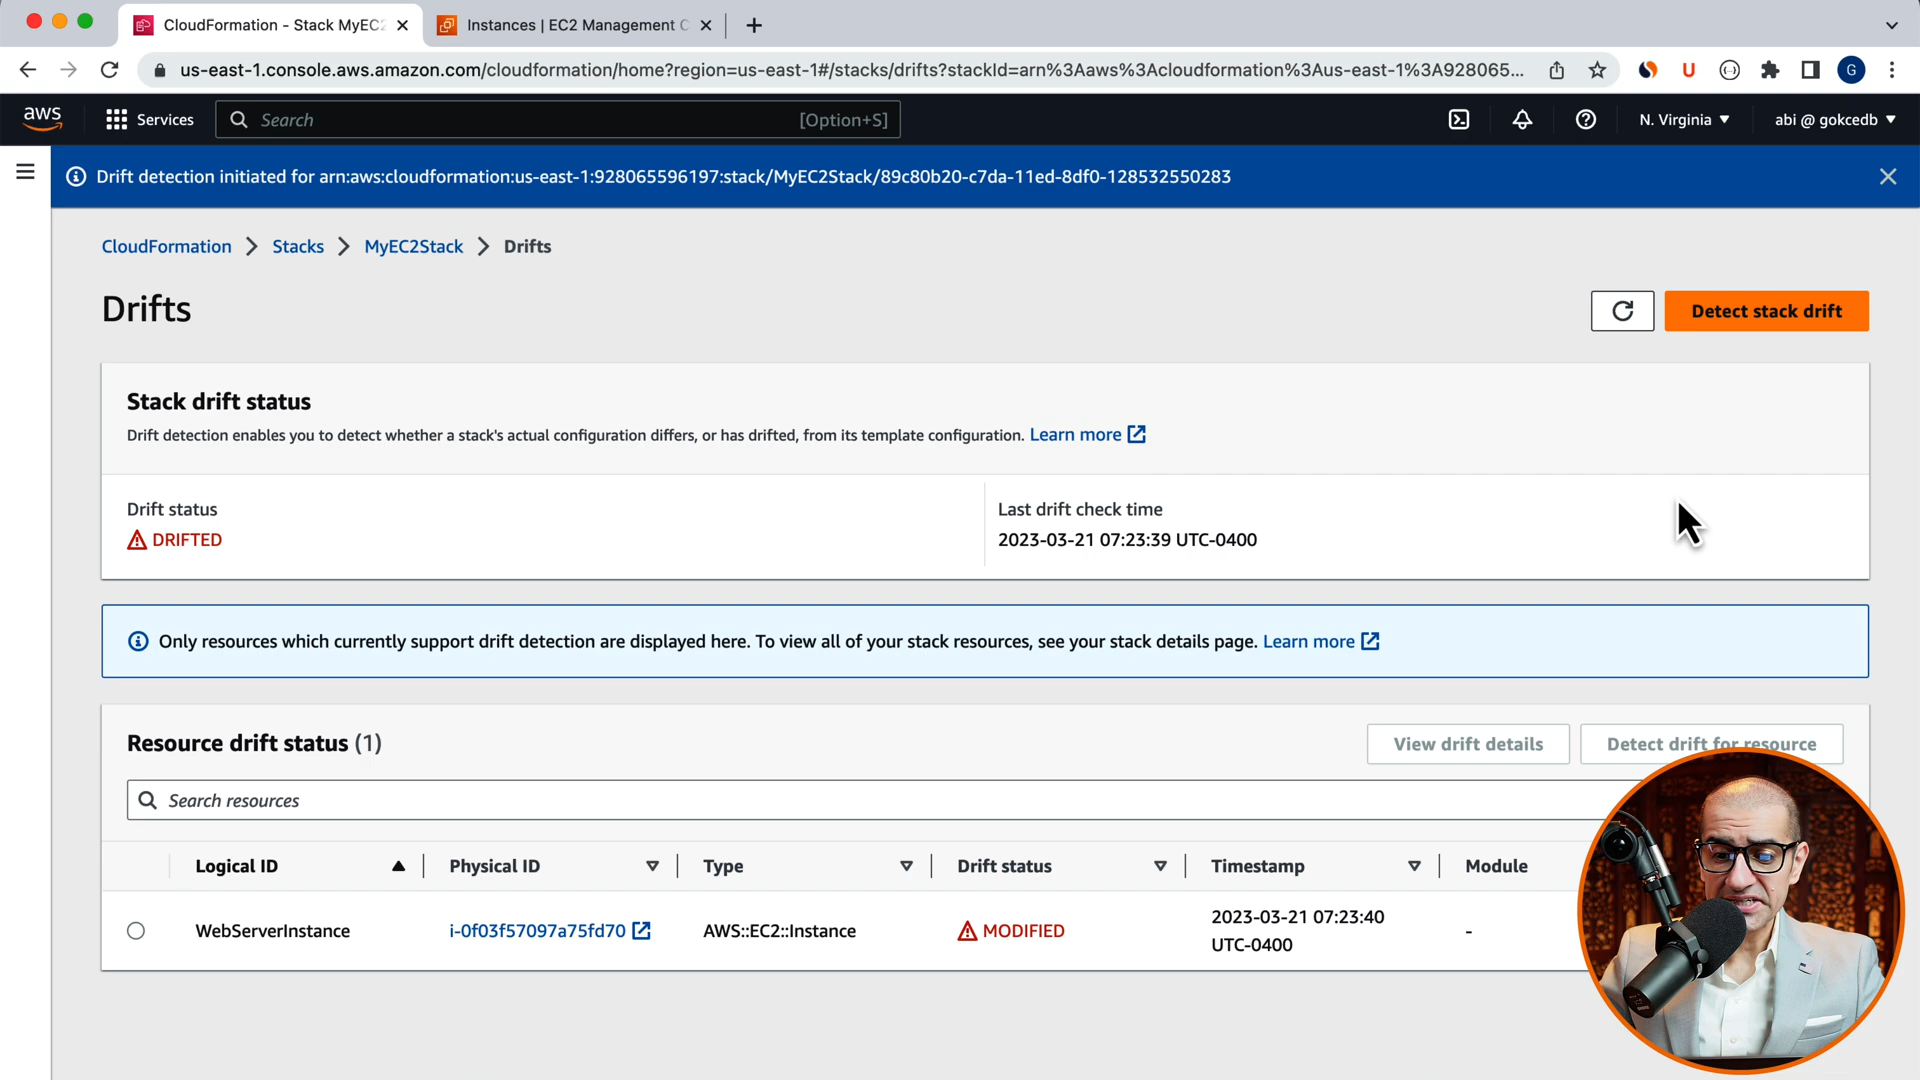 CloudFormation - Stack MyEC2
Instances | EC2 Management C
us-east-1.console.aws.amazon.com/cloudformation/home?region=us-east-1#/stacks/drifts?stackId=arn%3Aaws%3Acloudformation%3Aus-east-1%3A928065...
U
G
aws
Services
Search
[Option+S]
N. Virginia
abi @ gokcedb
Drift detection initiated for arn:aws:cloudformation:us-east-1:928065596197:stack/MyEC2Stack/89c80b20-c7da-11ed-8df0-128532550283
CloudFormation
Stacks
MyEC2Stack
Drifts
Drifts
Detect stack drift
Stack drift status
Drift detection enables you to detect whether a stack's actual configuration differs, or has drifted, from its template configuration. Learn more
Drift status
Last drift check time
DRIFTED
2023-03-21 07:23:39 UTC-0400
Only resources which currently support drift detection are displayed here. To view all of your stack resources, see your stack details page. Learn more
Resource drift status (1)
View drift details
Detect drift for resource
Search resources
Logical ID
Physical ID
Type
Drift status
Timestamp
Module
WebServerInstance
i-0f03f57097a75fd70
AWS::EC2::Instance
MODIFIED
2023-03-21 07:23:40
UTC-0400
-